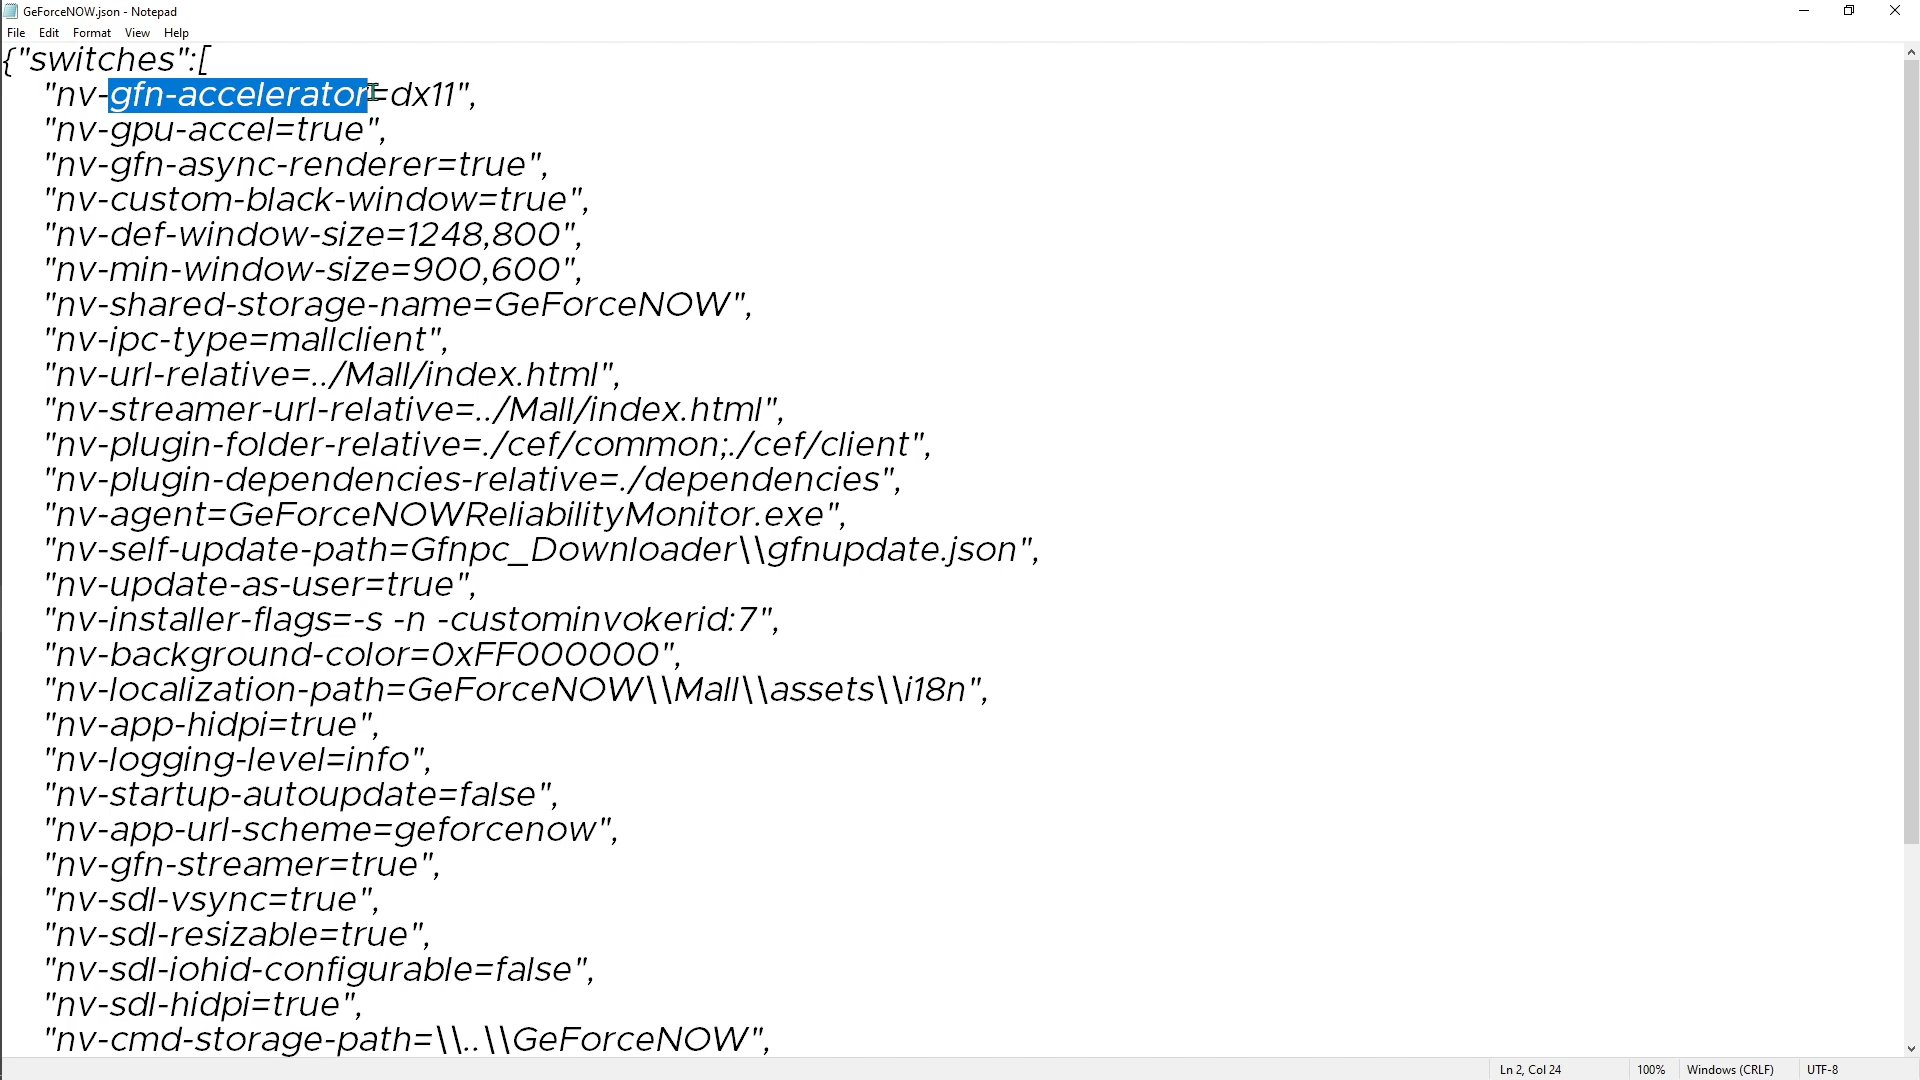 GeForceNOW.json - Notepad
File Edit Format View Help
{"switches":[
"nv-gfn-accelerator=dx11",
"nv-gpu-accel=true",
"nv-gfn-async-renderer=true",
"nv-custom-black-window=true",
"nv-def-window-size=1248,800",
"nv-min-window-size=900,600",
"nv-shared-storage-name=GeForceNOW",
"nv-ipc-type=mallclient",
"nv-url-relative=../Mall/index.html",
"nv-streamer-url-relative=../Mall/index.html",
"nv-plugin-folder-relative=./cef/common;./cef/client",
"nv-plugin-dependencies-relative=./dependencies",
"nv-agent=GeForceNOWReliabilityMonitor.exe",
"nv-self-update-path=Gfnpc_Downloader\\gfnupdate.json",
"nv-update-as-user=true",
"nv-installer-flags=-s -n -custominvokerid:7",
"nv-background-color=0xFF000000",
"nv-localization-path=GeForceNOW\\Mall\\assets\\i18n",
"nv-app-hidpi=true",
"nv-logging-level=info",
"nv-startup-autoupdate=false",
"nv-app-url-scheme=geforcenow",
"nv-gfn-streamer=true",
"nv-sdl-vsync=true",
"nv-sdl-resizable=true",
"nv-sdl-iohid-configurable=false",
"nv-sdl-hidpi=true",
"nv-cmd-storage-path=\\..\\GeForceNOW",
Ln 2, Col 24 100% Windows (CRLF) UTF-8